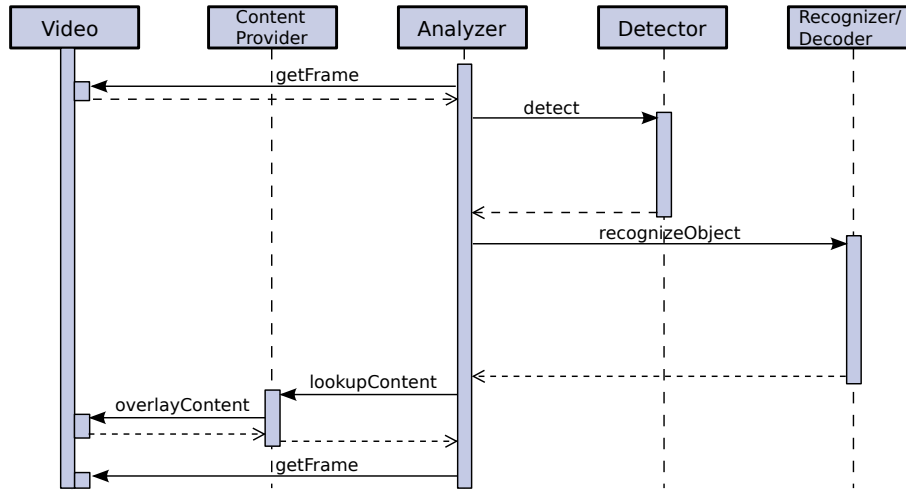 Video
Content
Provider
Analyzer
Detector
Recognizer/
Decoder
getFrame
detect
recognizeObject
lookupContent
overlayContent
getFrame